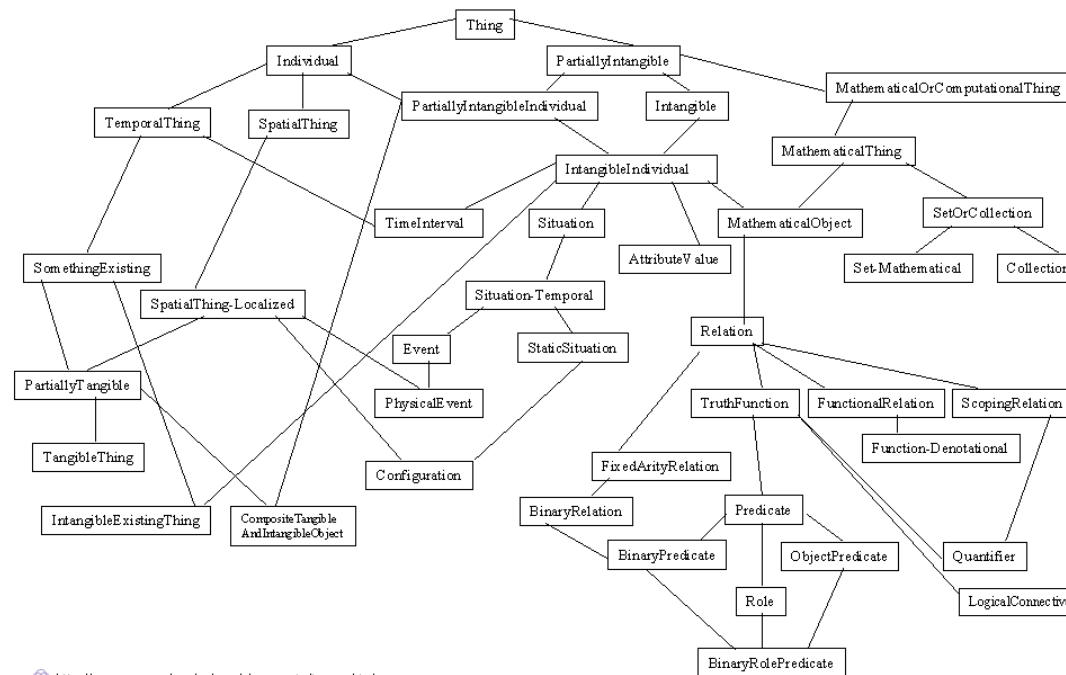 Thing
Individual
PartiallyIntangible
MathematicalOrComputationalThing
TemporalThing
SpatialThing
PartiallyIntangibleIndividual
Intangible
MathematicalThing
IntangibleIndividual
TimeInterval
Situation
MathematicalObject
SetOrCollection
AttributeValue
SomethingExisting
Set-Mathematical
Collection
SpatialThing-Localized
Situation-Temporal
Relation
Event
StaticSituation
PartiallyTangible
PhysicalEvent
TruthFunction
FunctionalRelation
ScopingRelation
TangibleThing
Function-Denotational
Configuration
FixedArityRelation
IntangibleExistingThing
CompositeTangible
AndIntangibleObject
BinaryRelation
Predicate
BinaryPredicate
ObjectPredicate
Quantifier
Role
LogicalConnective
BinaryRolePredicate